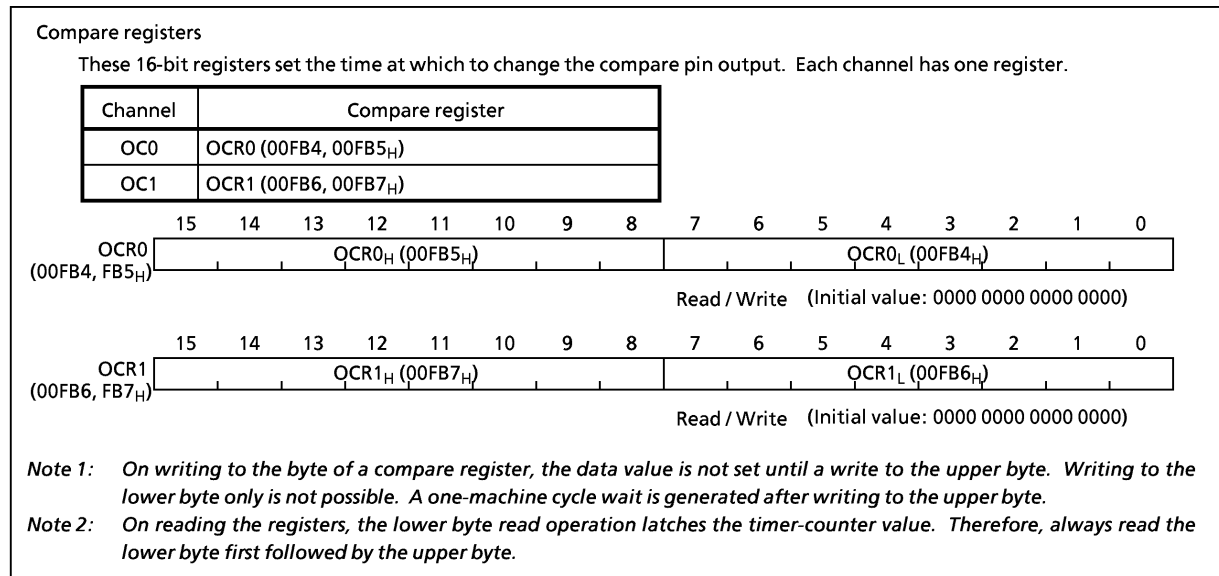 Compare registers
These 16-bit registers set the time at which to change the compare pin output. Each channel has one register.
Channel Compare register
OC0 OCR0 (00FB4, 00FB5H)
OC1 OCR1 (00FB6, 00FB7H)
15 14 13 12 11 10 9 8 7 6 5 4 3 2 1 0
OCR0 OCR0H (00FB5H) OCR0L (00FB4H)
(00FB4, FB5H)
Read / Write (Initial value: 0000 0000 0000 0000)
15 14 13 12 11 10 9 8 7 6 5 4 3 2 1 0
OCR1 OCR1H (00FB7H) OCR1L (00FB6H)
(00FB6, FB7H)
Read / Write (Initial value: 0000 0000 0000 0000)
Note 1: On writing to the byte of a compare register, the data value is not set until a write to the upper byte. Writing to the
lower byte only is not possible. A one-machine cycle wait is generated after writing to the upper byte.
Note 2: On reading the registers, the lower byte read operation latches the timer-counter value. Therefore, always read the
lower byte first followed by the upper byte.